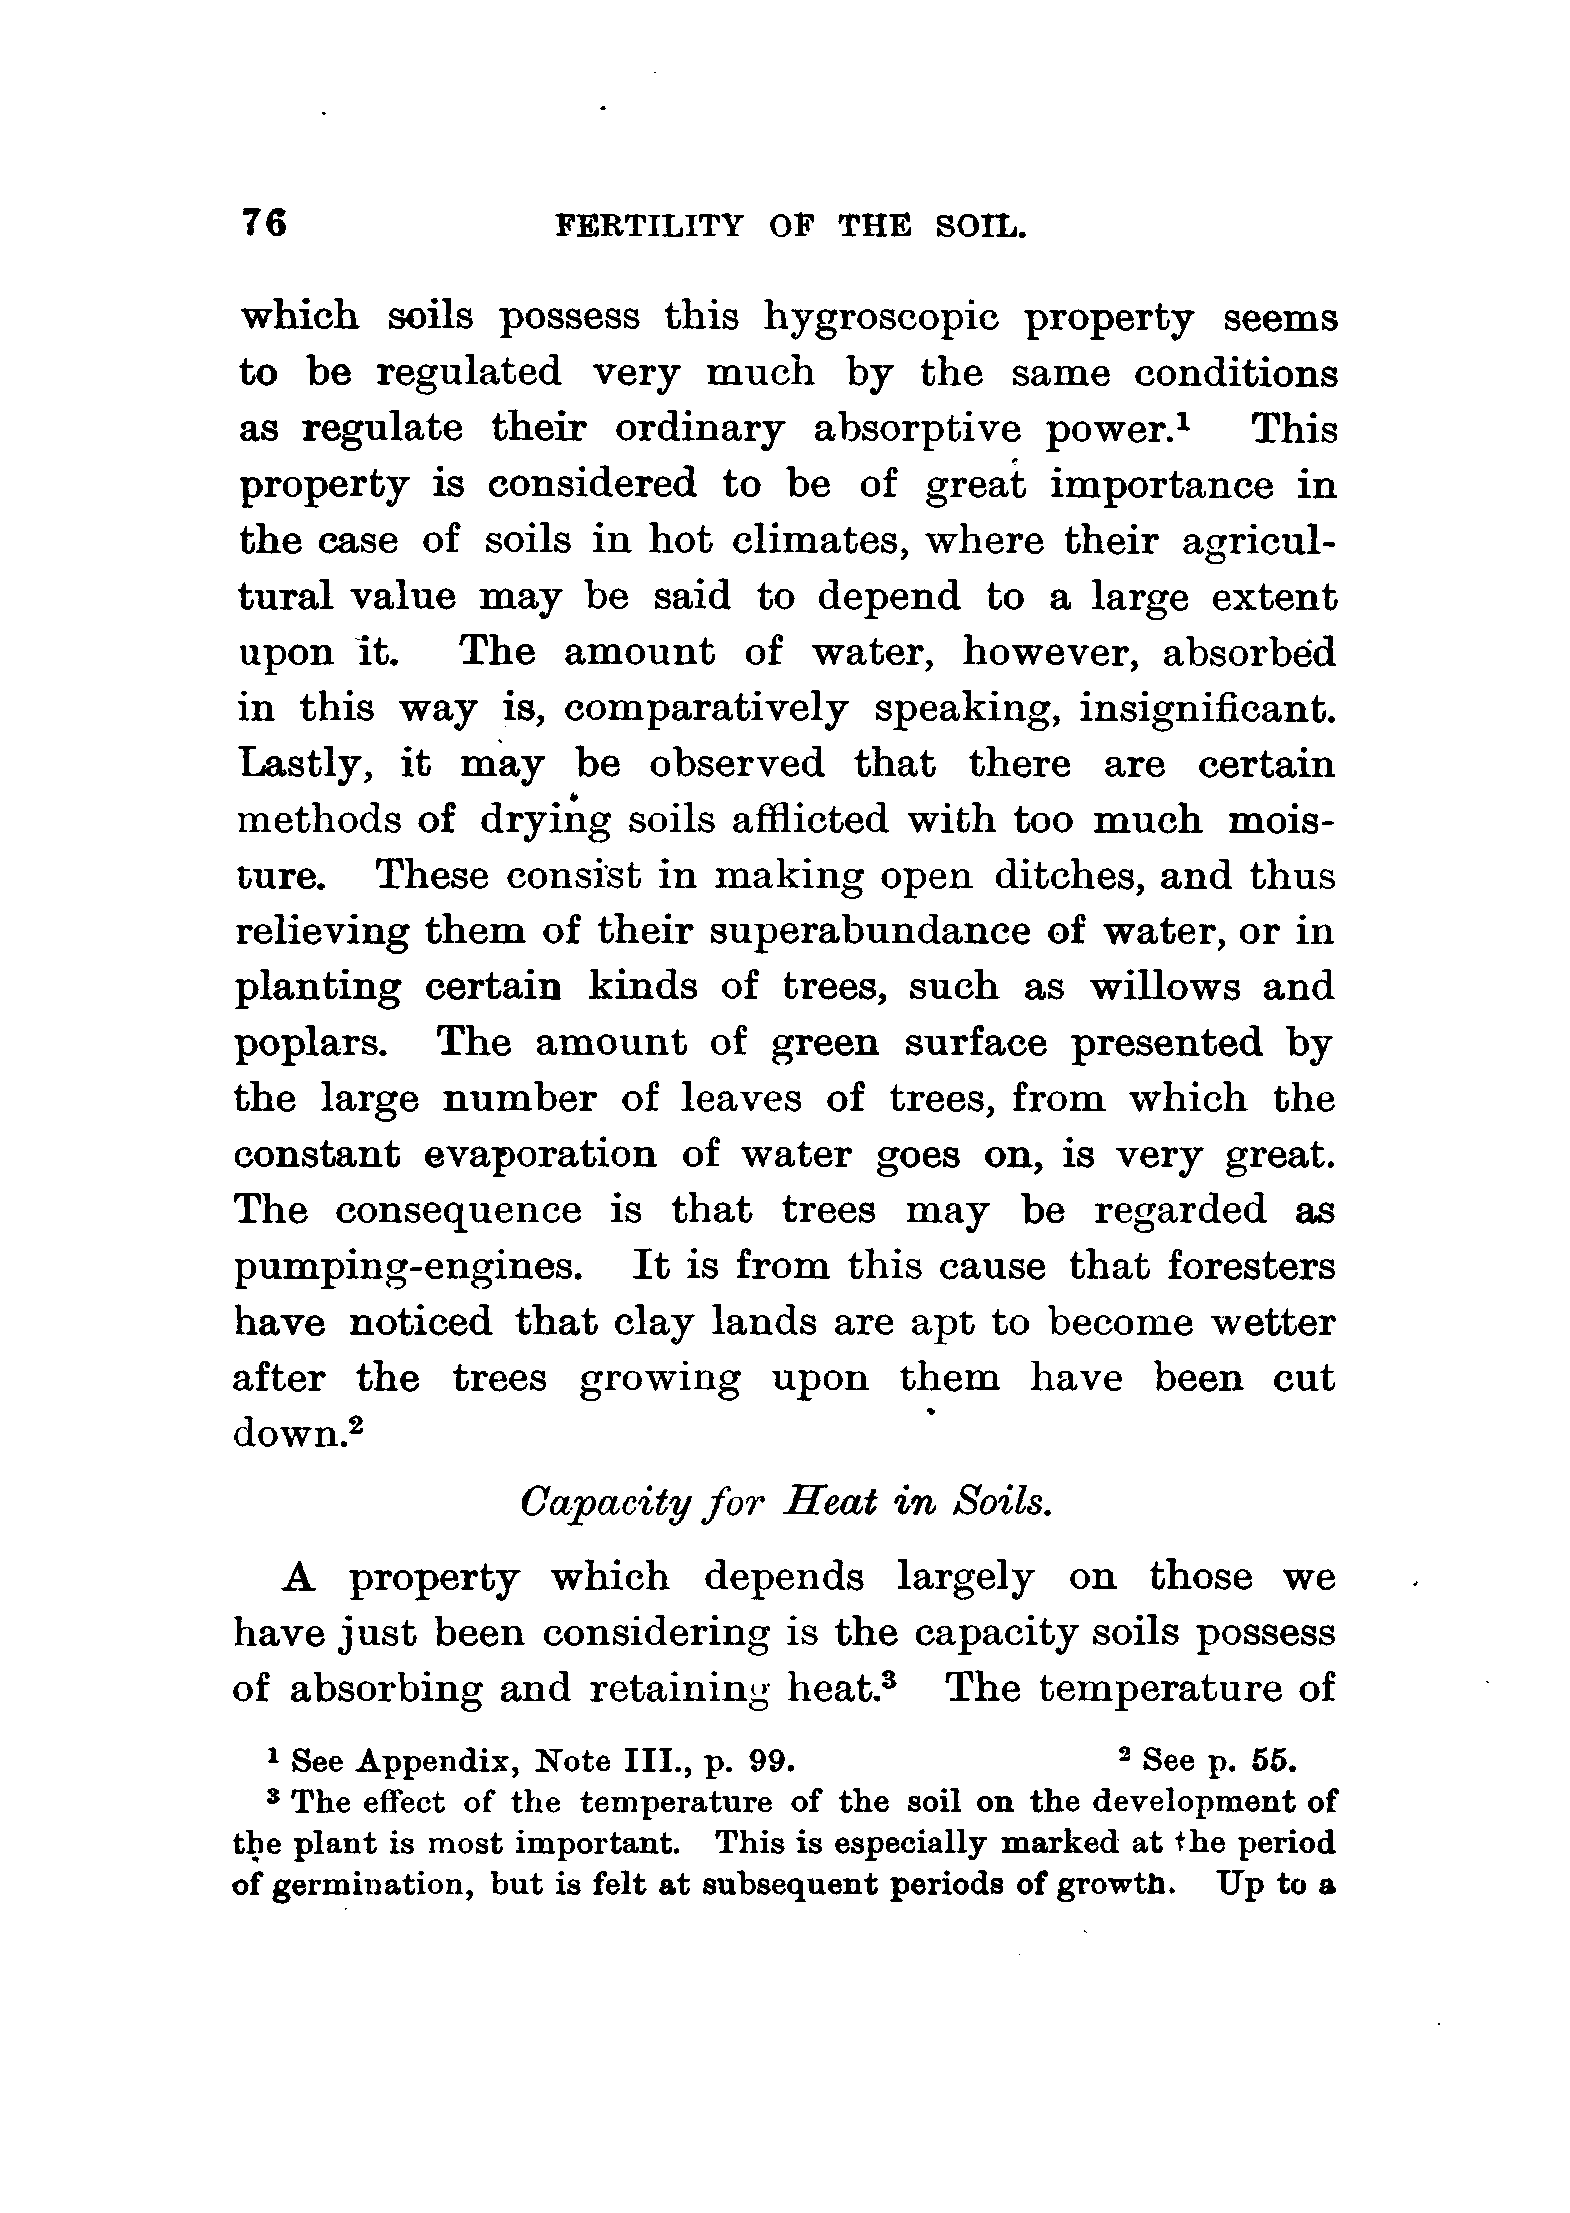 76 FERTILITY OF THE SOIL.
which soils possess this hygroscopic property seems
to be regulated very much by the same conditions
as regulate their ordinary absorptive power.¹ This
property is considered to be of great importance in
the case of soils in hot climates, where their agricul-
tural value may be said to depend to a large extent
upon it. The amount of water, however, absorbed
in this way is, comparatively speaking, insignificant.
Lastly, it may be observed that there are certain
methods of drying soils afflicted with too much mois-
ture. These consist in making open ditches, and thus
relieving them of their superabundance of water, or in
planting certain kinds of trees, such as willows and
poplars. The amount of green surface presented by
the large number of leaves of trees, from which the
constant evaporation of water goes on, is very great.
The consequence is that trees may be regarded as
pumping-engines. It is from this cause that foresters
have noticed that clay lands are apt to become wetter
after the trees growing upon them have been cut
down.²
Capacity for Heat in Soils.
A property which depends largely on those we
have just been considering is the capacity soils possess
of absorbing and retaining heat.³ The temperature of
¹ See Appendix, Note III., p. 99. ² See p. 55.
³ The effect of the temperature of the soil on the development of
the plant is most important. This is especially marked at the period
of germination, but is felt at subsequent periods of growth. Up to a